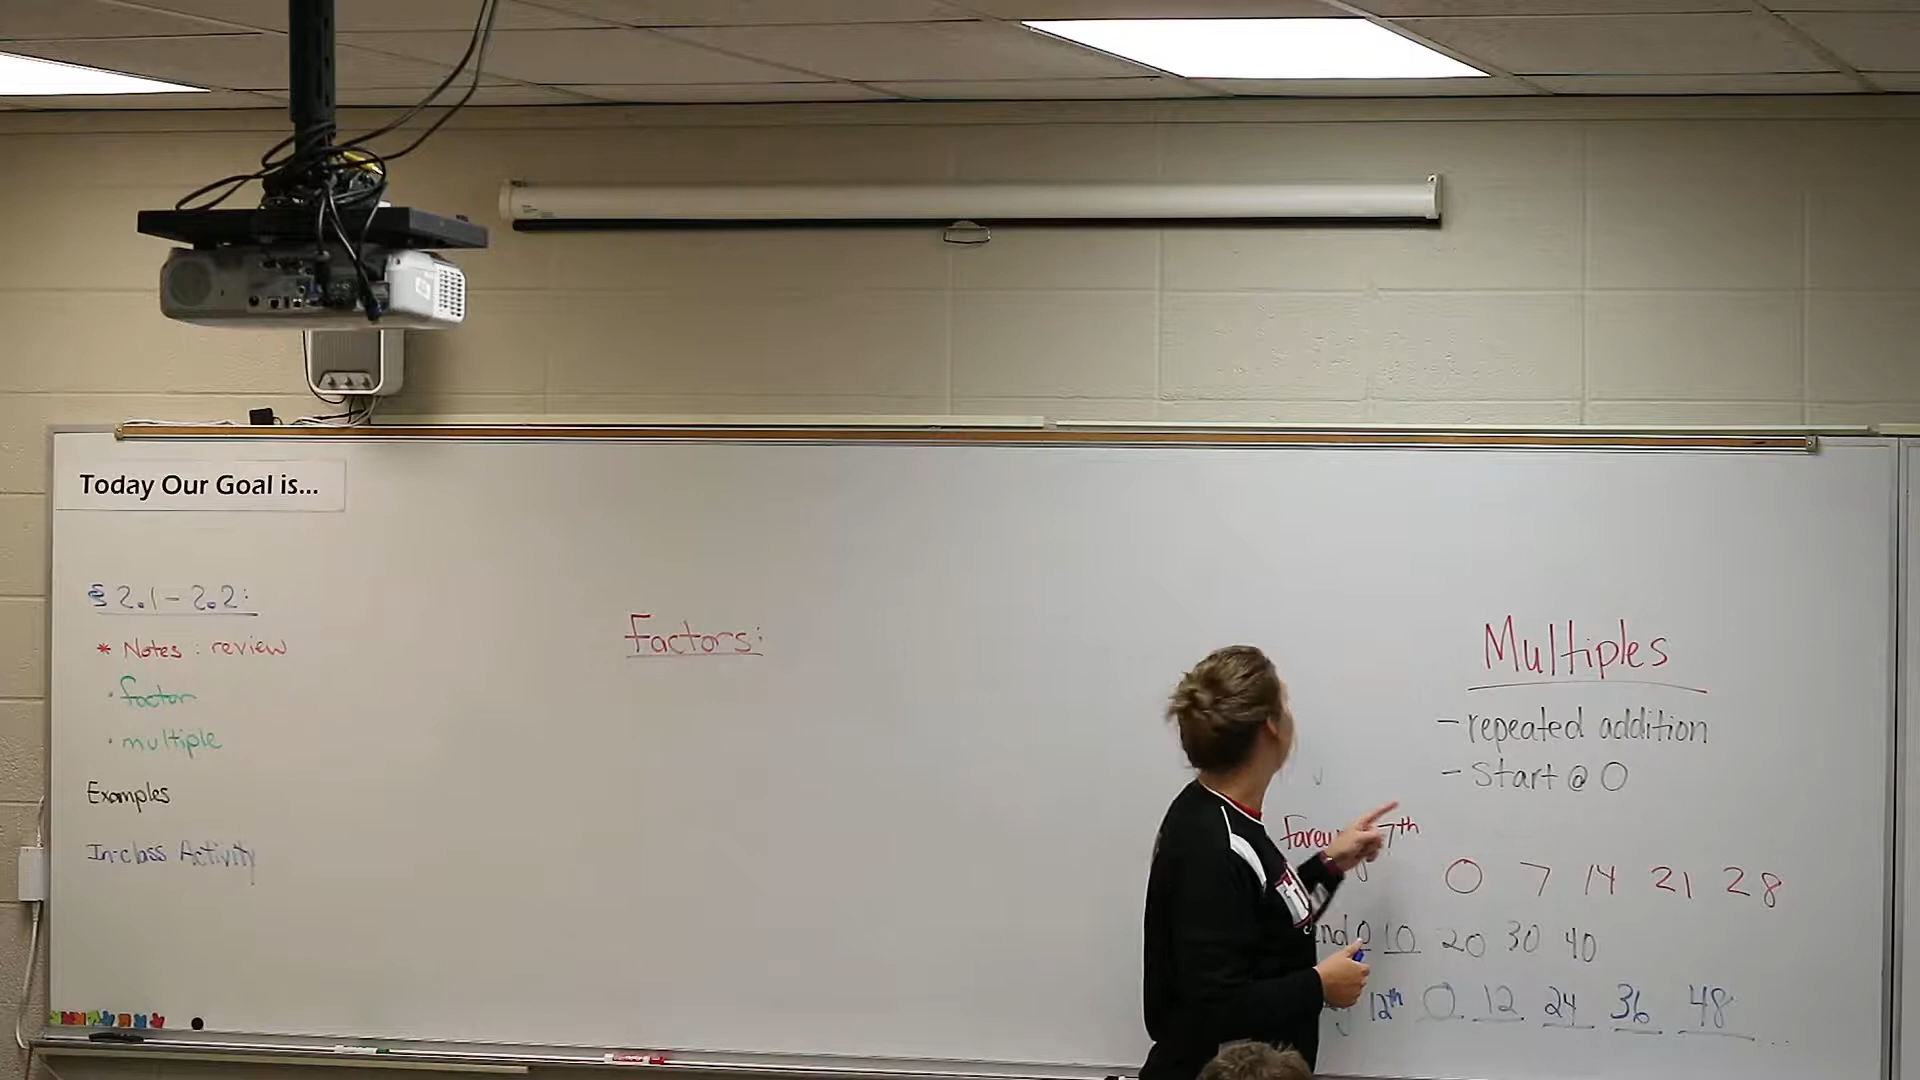 Today Our Goal is...
§ 2.1 - 2.2:
* Notes: review
· factor
· multiple
Examples
In-class Activity
Factors:
Multiples
- repeated addition
- Start @ 0
7th
0 7 14 21 28
0 10 20 30 40
12th 0 12 24 36 48 ...